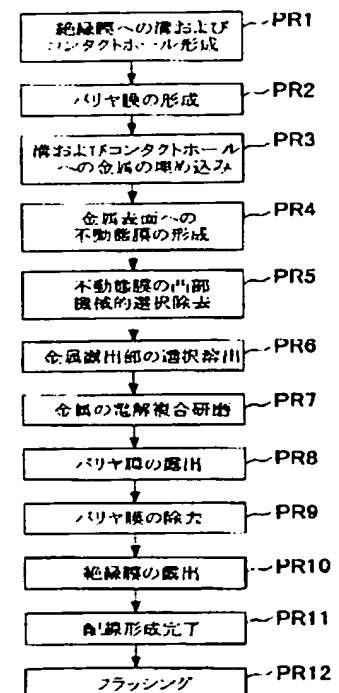 絶縁膜への溝および
コンタクトホール形成
PR1
バリヤ膜の形成
PR2
溝およびコンタクトホール
への金属の埋め込み
PR3
金属表面への
不動態膜の形成
PR4
不動態膜の凸部
機械的選択除去
PR5
金属露出部の選択溶出
PR6
金属の電解複合研磨
PR7
バリヤ膜の露出
PR8
バリヤ膜の除去
PR9
絶縁膜の露出
PR10
配線形成完了
PR11
フラッシング
PR12